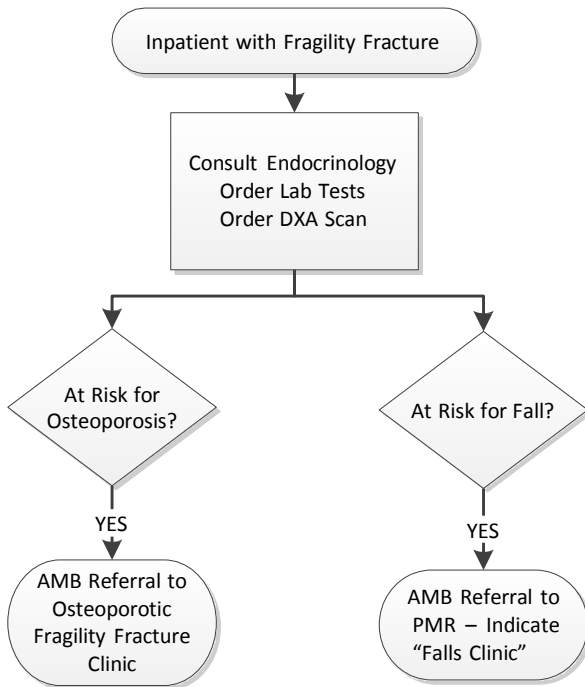 Inpatient with Fragility Fracture
Consult Endocrinology
Order Lab Tests
Order DXA Scan
At Risk for
Osteoporosis?
At Risk for Fall?
YES
YES
AMB Referral to
Osteoporotic
Fragility Fracture
Clinic
AMB Referral to
PMR – Indicate
“Falls Clinic”